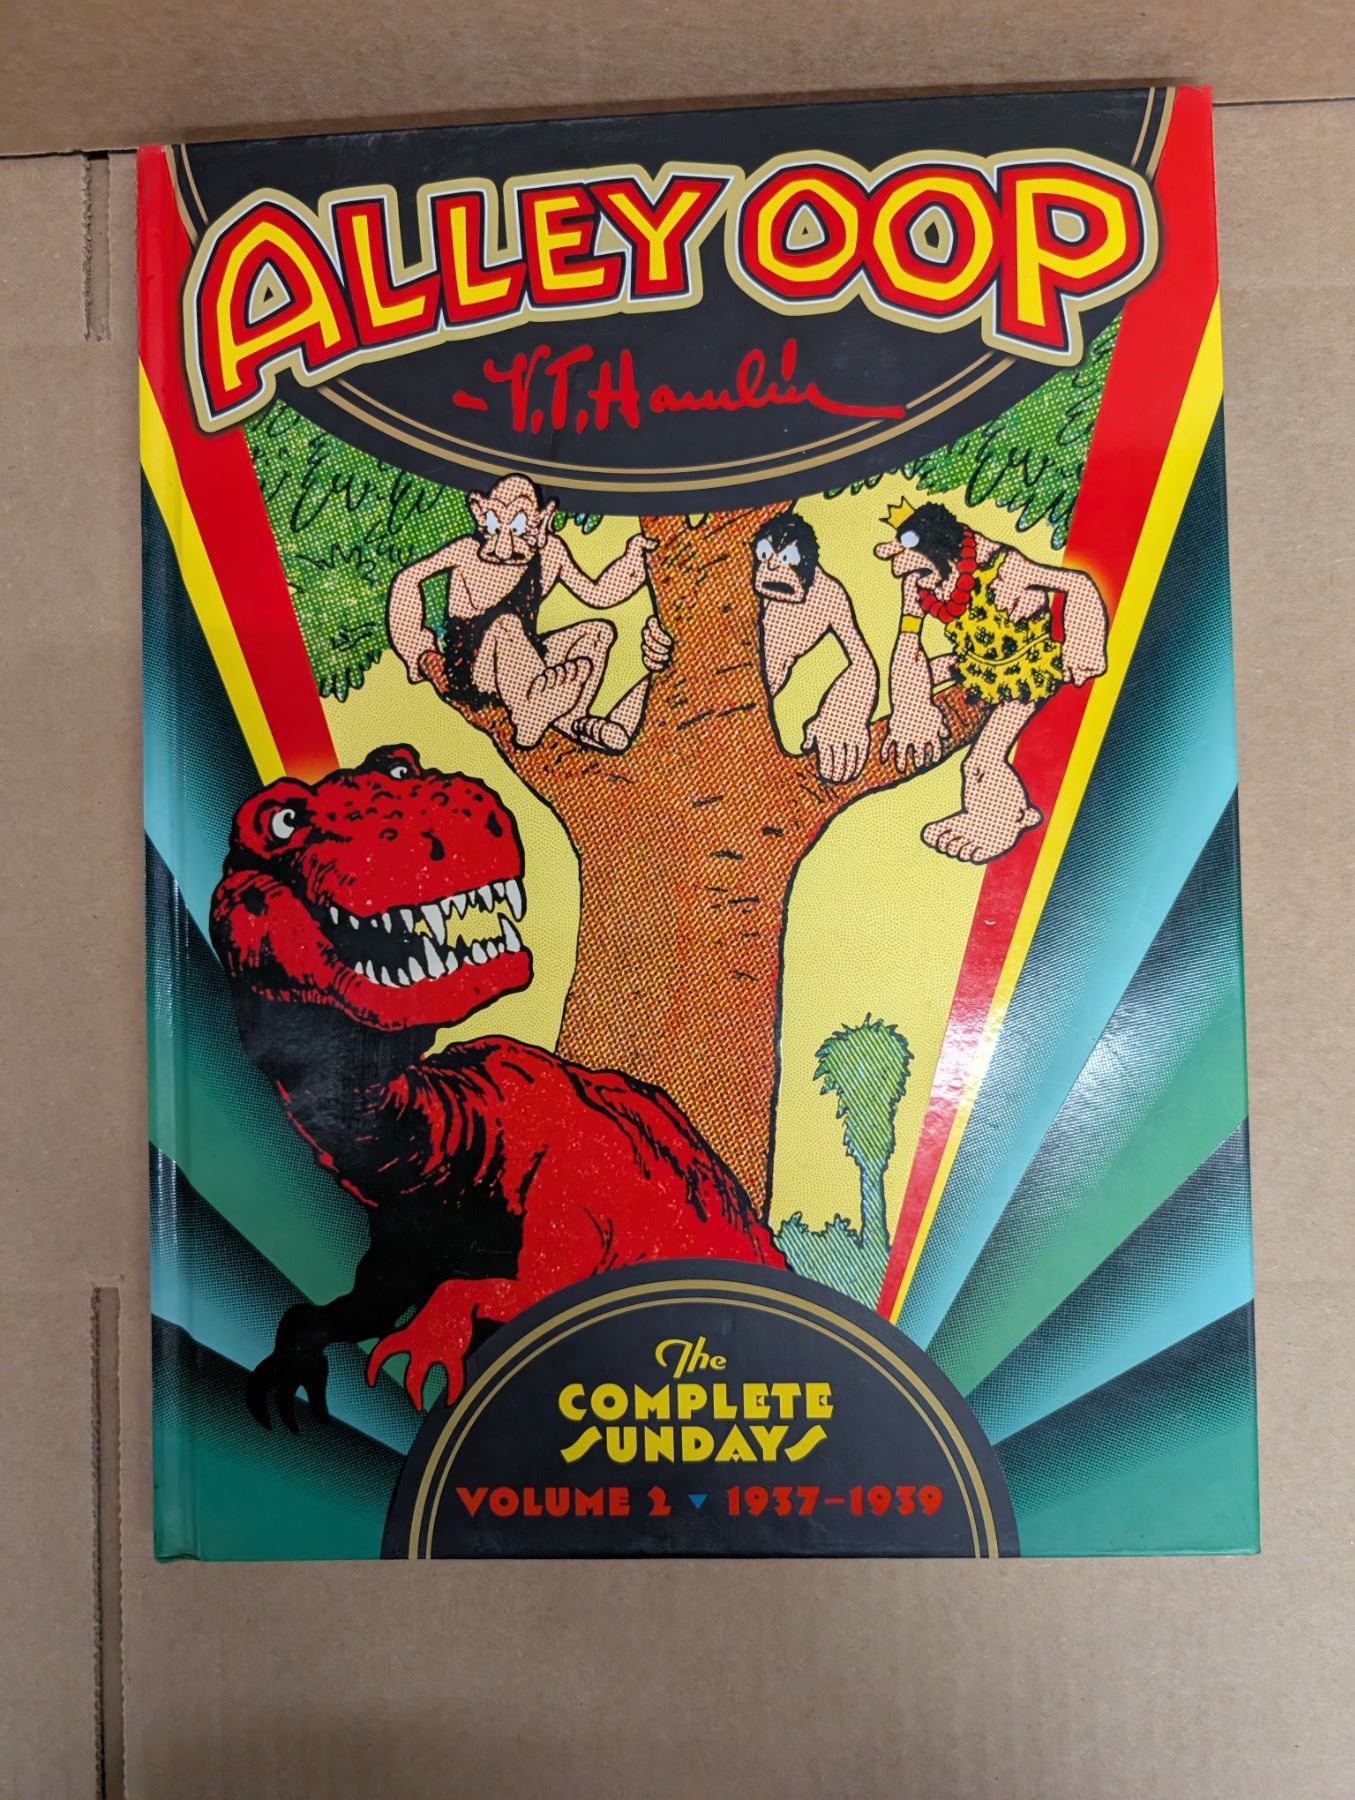 ALLEY OOP
V.T. Hamlin
The
COMPLETE
SUNDAYS
VOLUME 2 ▼ 1937–1939